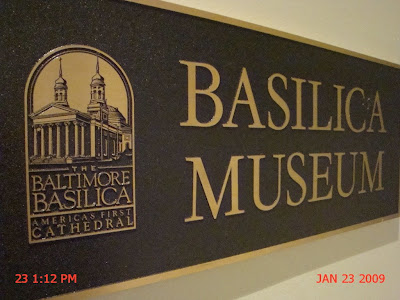 BASILICA
MUSEUM
THE
BALTIMORE
BASILICA
AMERICA'S FIRST
CATHEDRAL
23 1:12 PM
JAN 23 2009